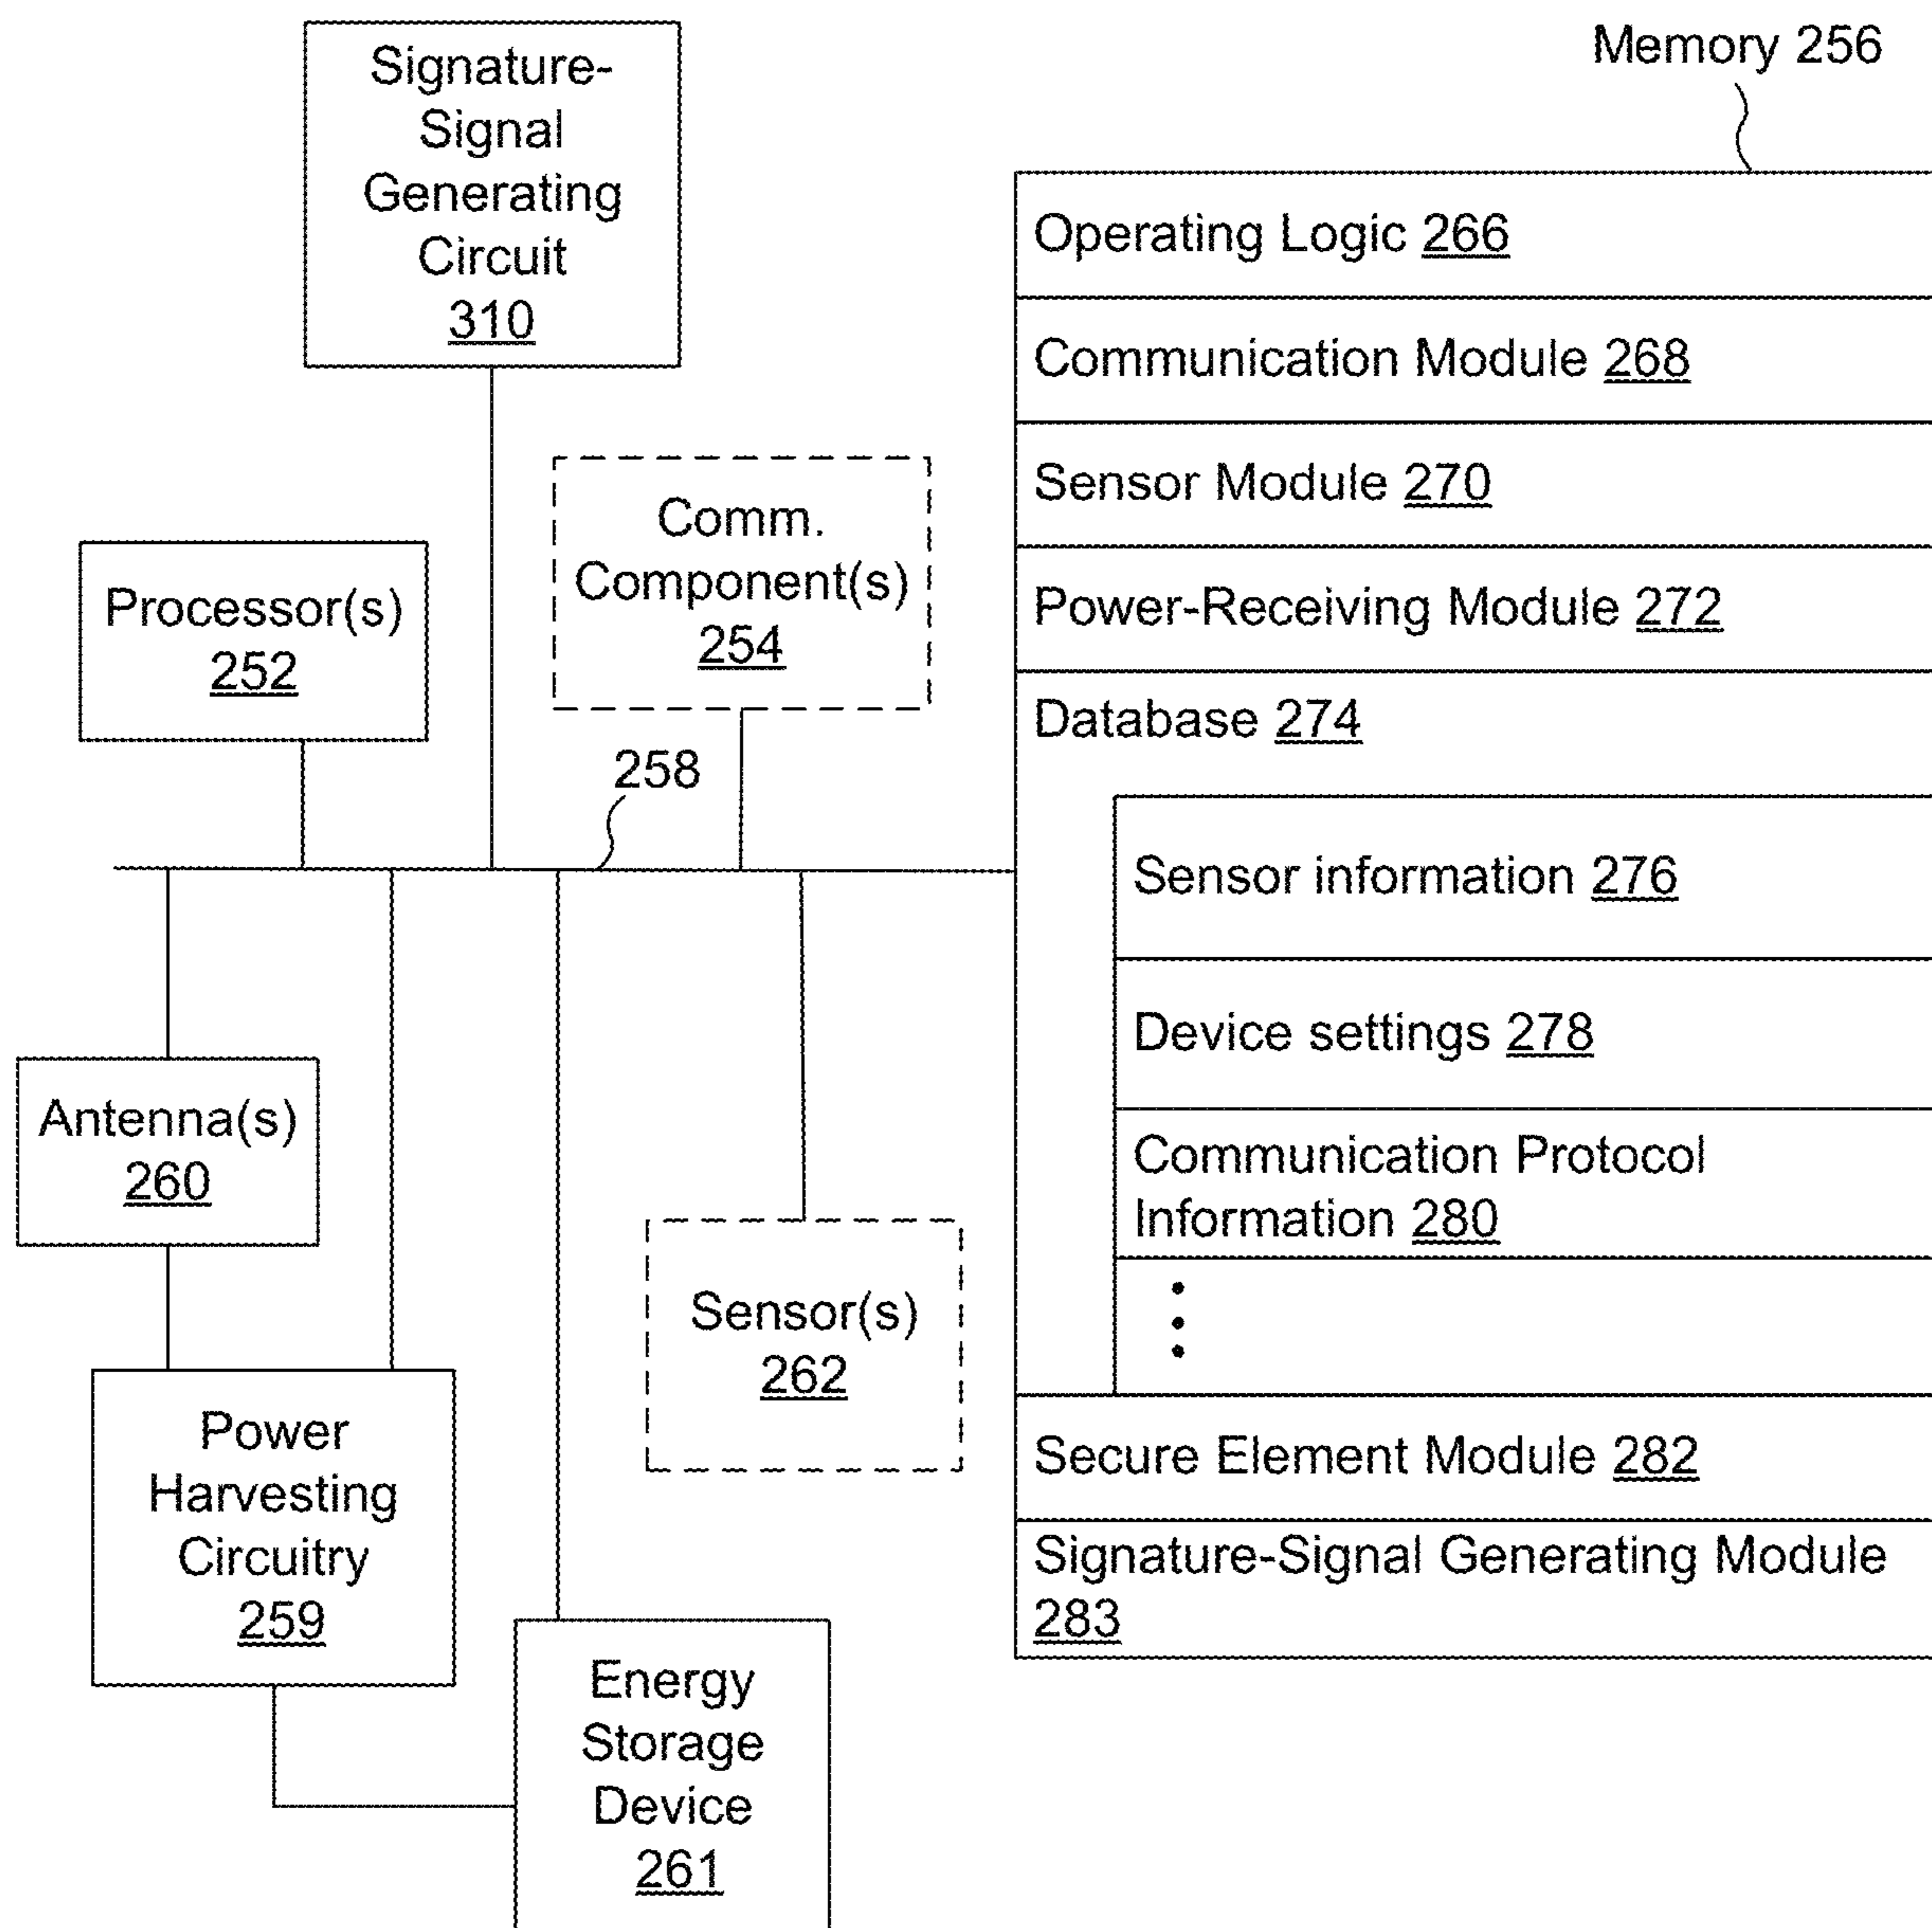 Signature-
Signal
Generating
Circuit
310
Memory 256
Operating Logic 266
Communication Module 268
Sensor Module 270
Power-Receiving Module 272
Database 274
Sensor information 276
Device settings 278
Communication Protocol
Information 280
Secure Element Module 282
Signature-Signal Generating Module
283
Comm.
Component(s)
254
Processor(s)
252
258
Antenna(s)
260
Sensor(s)
262
Power
Harvesting
Circuitry
259
Energy
Storage
Device
261